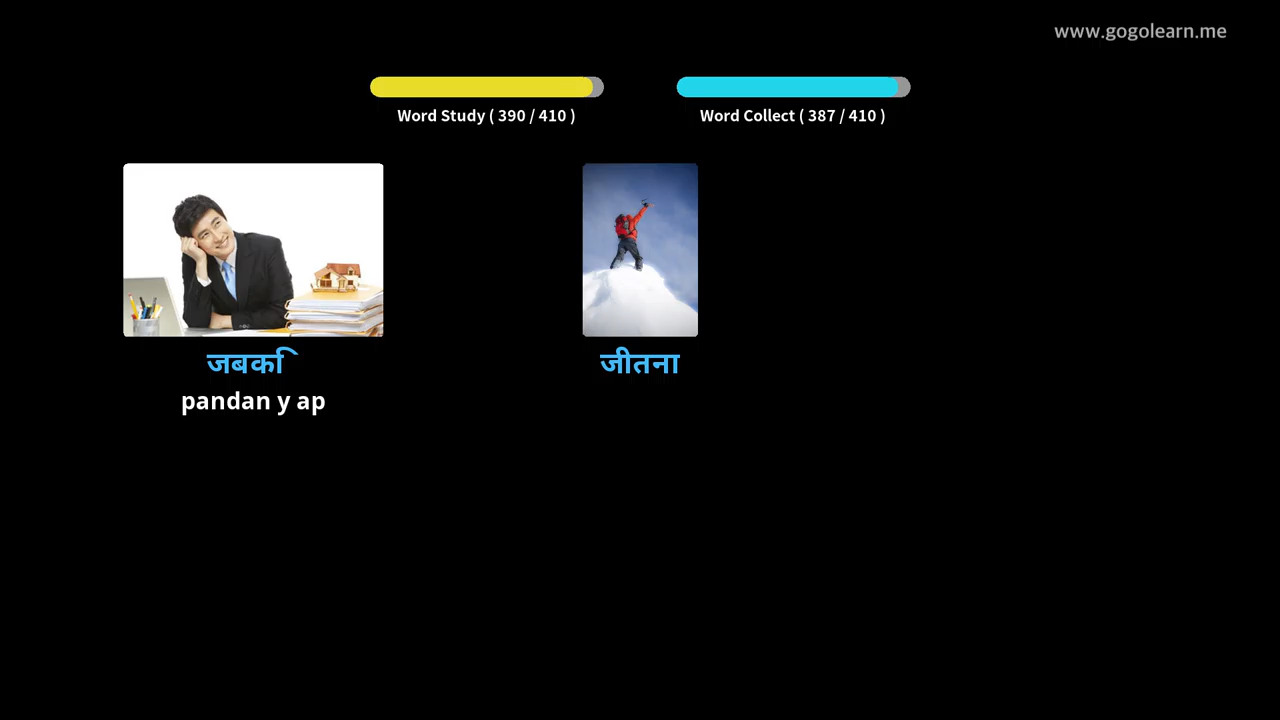 www.gogolearn.me
Word Study ( 390 / 410 )
Word Collect ( 387 / 410 )
जबकि
pandan y ap
जीतना